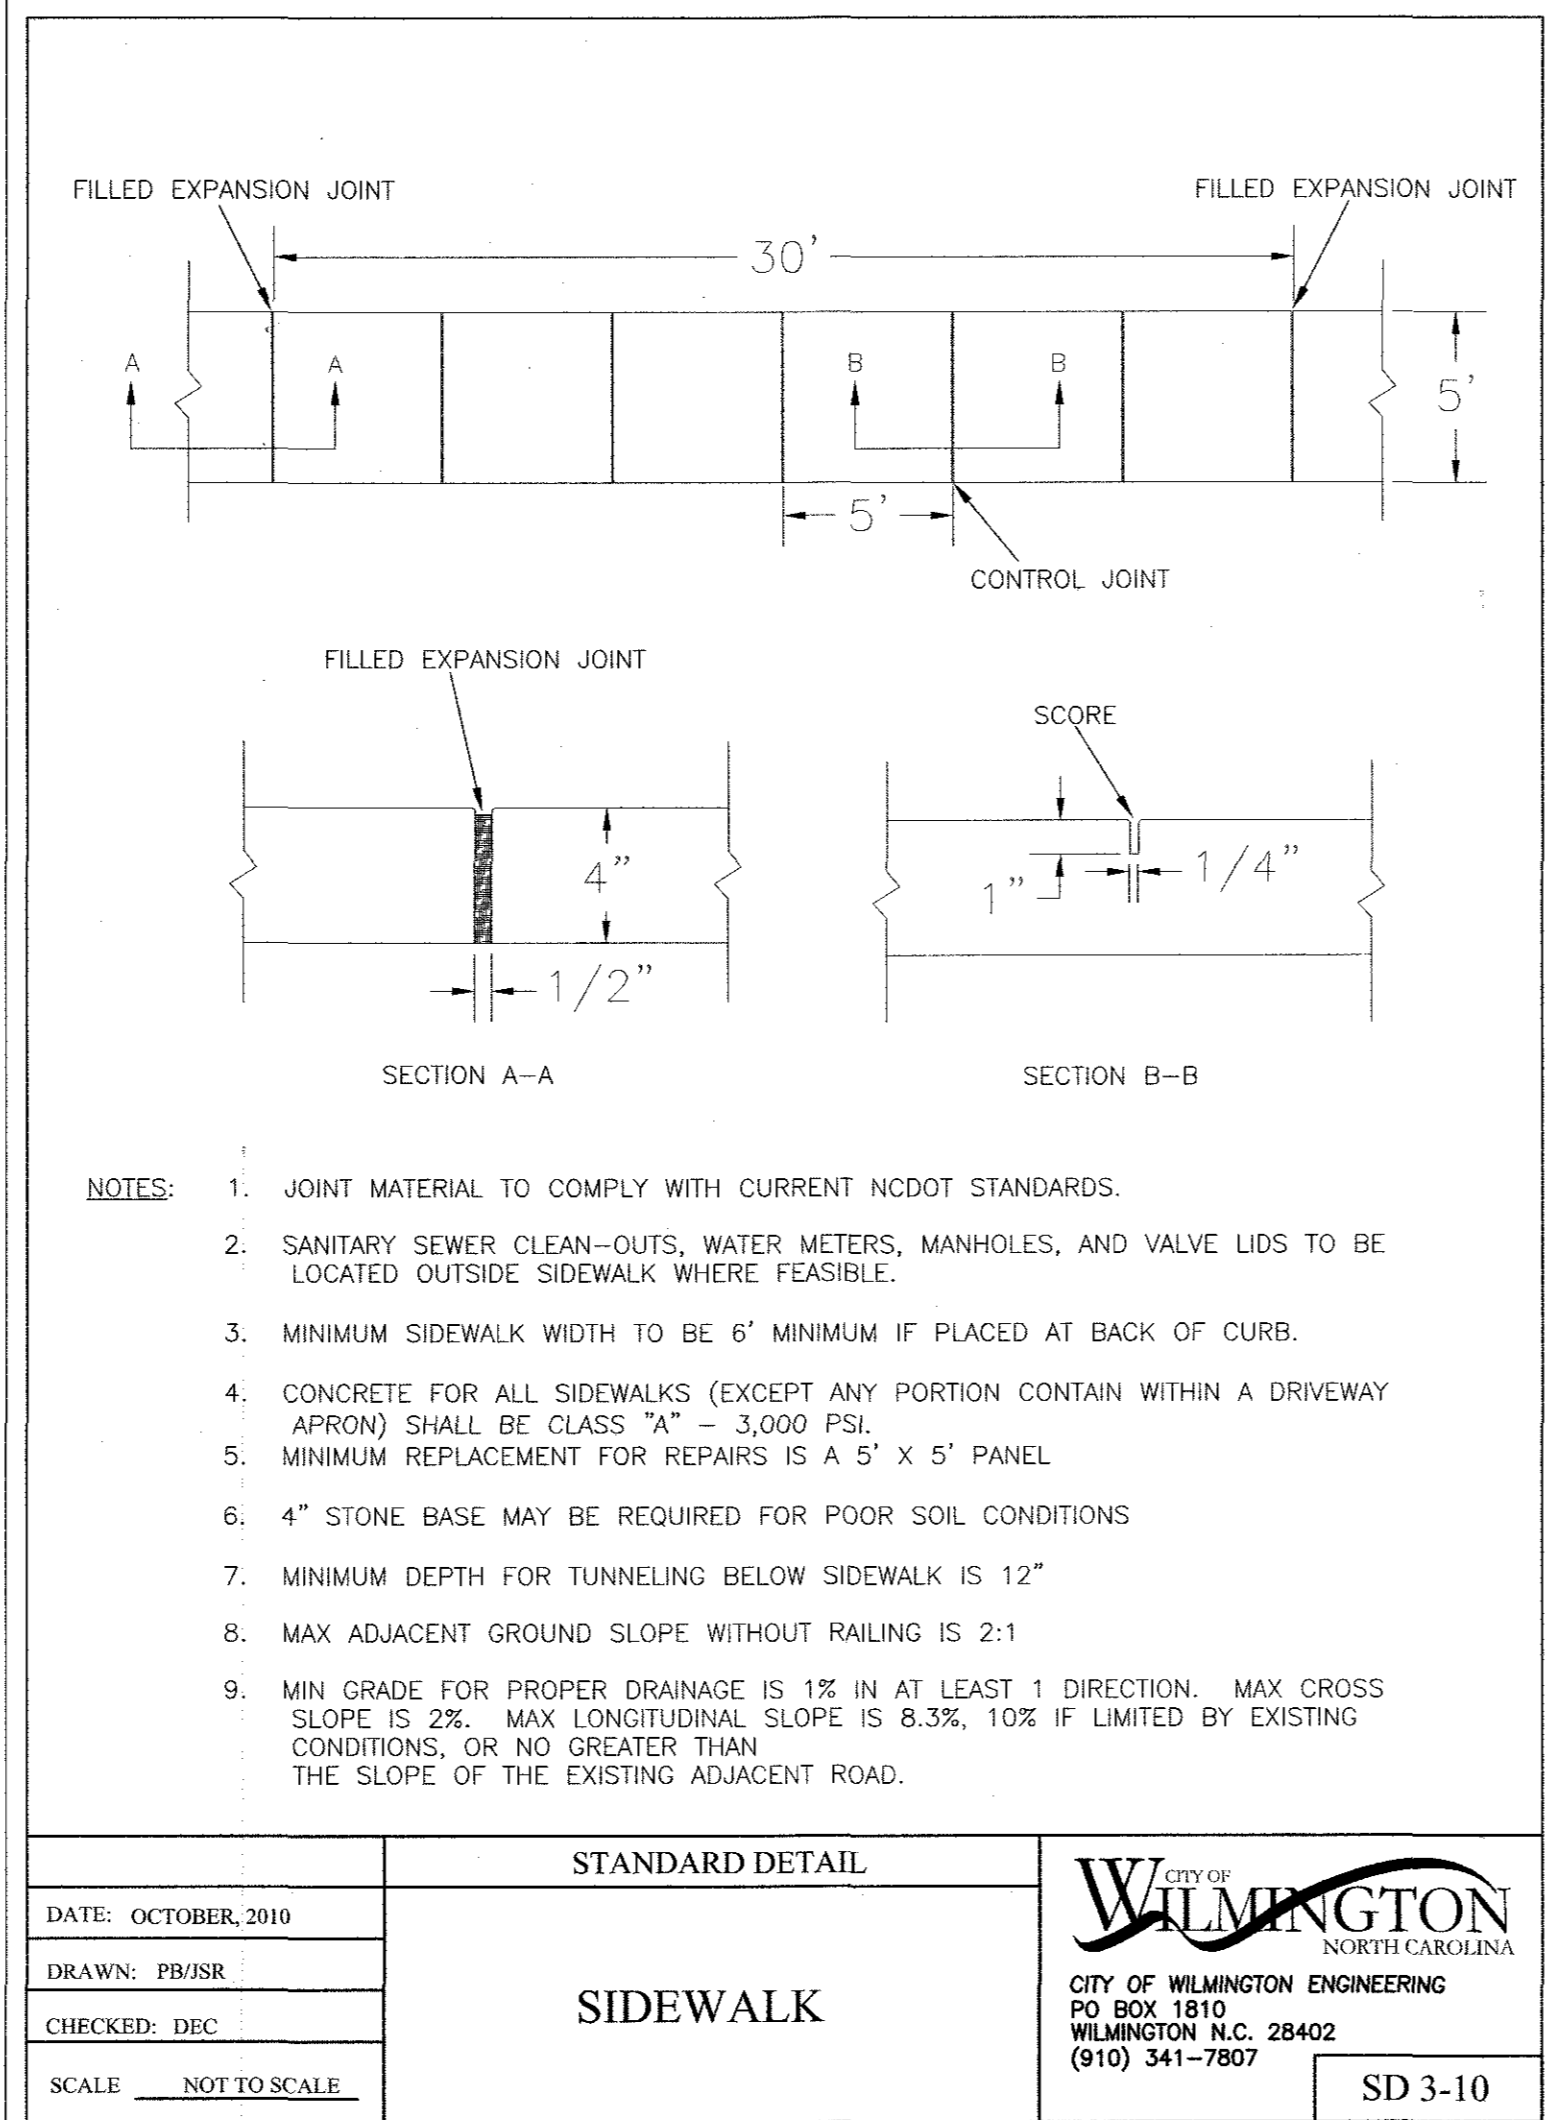 FILLED EXPANSION JOINT
FILLED EXPANSION JOINT
30'
A
A
B
B
5'
5'
CONTROL JOINT
FILLED EXPANSION JOINT
SCORE
4"
1"
1/4"
1/2"
SECTION A-A
SECTION B-B
NOTES: 1. JOINT MATERIAL TO COMPLY WITH CURRENT NCDOT STANDARDS.
2. SANITARY SEWER CLEAN-OUTS, WATER METERS, MANHOLES, AND VALVE LIDS TO BE
LOCATED OUTSIDE SIDEWALK WHERE FEASIBLE.
3. MINIMUM SIDEWALK WIDTH TO BE 6' MINIMUM IF PLACED AT BACK OF CURB.
4. CONCRETE FOR ALL SIDEWALKS (EXCEPT ANY PORTION CONTAIN WITHIN A DRIVEWAY
APRON) SHALL BE CLASS "A" - 3,000 PSI.
5. MINIMUM REPLACEMENT FOR REPAIRS IS A 5' X 5' PANEL
6. 4" STONE BASE MAY BE REQUIRED FOR POOR SOIL CONDITIONS
7. MINIMUM DEPTH FOR TUNNELING BELOW SIDEWALK IS 12"
8. MAX ADJACENT GROUND SLOPE WITHOUT RAILING IS 2:1
9. MIN GRADE FOR PROPER DRAINAGE IS 1% IN AT LEAST 1 DIRECTION. MAX CROSS
SLOPE IS 2%. MAX LONGITUDINAL SLOPE IS 8.3%, 10% IF LIMITED BY EXISTING
CONDITIONS, OR NO GREATER THAN
THE SLOPE OF THE EXISTING ADJACENT ROAD.
STANDARD DETAIL
DATE: OCTOBER, 2010
DRAWN: PB/JSR
CHECKED: DEC
SCALE NOT TO SCALE
SIDEWALK
CITY OF
WILMINGTON
NORTH CAROLINA
CITY OF WILMINGTON ENGINEERING
PO BOX 1810
WILMINGTON N.C. 28402
(910) 341-7807
SD 3-10